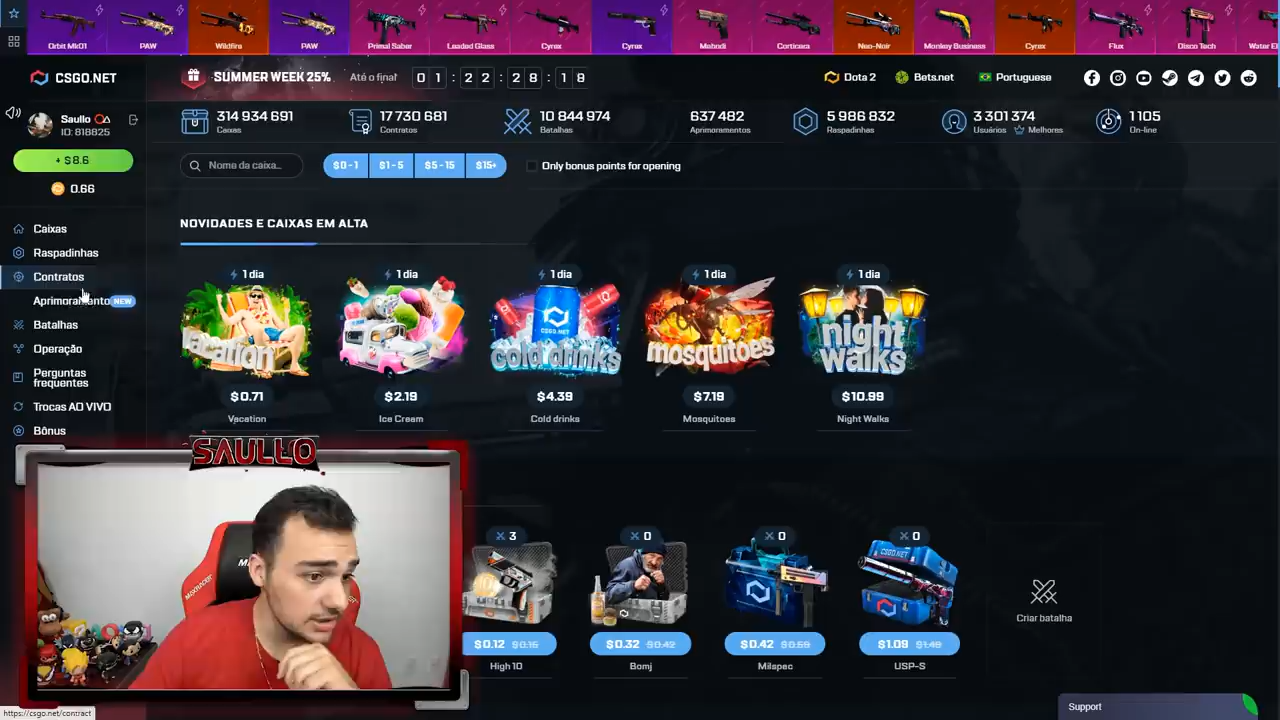 Orbit Mk01
PAW
Wildfire
PAW
Primal Saber
Loaded Glass
Cyrex
Cyrex
Mehndi
Corticera
Neo-Noir
Monkey Business
Cyrex
Flux
Disco Tech
Water El
CSGO.NET
SUMMER WEEK 25%
Até o final
0 1 : 2 2 : 2 8 : 1 8
Dota 2
Bets.net
Portuguese
Saullo
ID: 818825
314 934 691
Caixas
17 730 681
Contratos
10 844 974
Batalhas
637 482
Aprimoramentos
5 986 832
Raspadinhas
3 301 374
Usuários
Melhores
1 105
On-line
+ $ 8.6
0.66
Nome da caixa...
$0 - 1
$1 - 5
$5 - 15
$15+
Only bonus points for opening
Caixas
Raspadinhas
Contratos
Aprimoramento
NEW
Batalhas
Operação
Perguntas
frequentes
Trocas AO VIVO
Bônus
NOVIDADES E CAIXAS EM ALTA
1 dia
1 dia
1 dia
1 dia
1 dia
vacation
CSGO.NET
cold drinks
mosquitoes
night
walks
$0.71
$2.19
$4.39
$7.19
$10.99
Vacation
Ice Cream
Cold drinks
Mosquitoes
Night Walks
SAULLO
3
0
0
0
CSGO.NET
$0.12 $0.15
$0.32 $0.42
$0.42 $0.59
$1.09 $1.49
High 10
Bomj
Milspec
USP-S
Criar batalha
MAXRACER
https://csgo.net/contract
Support